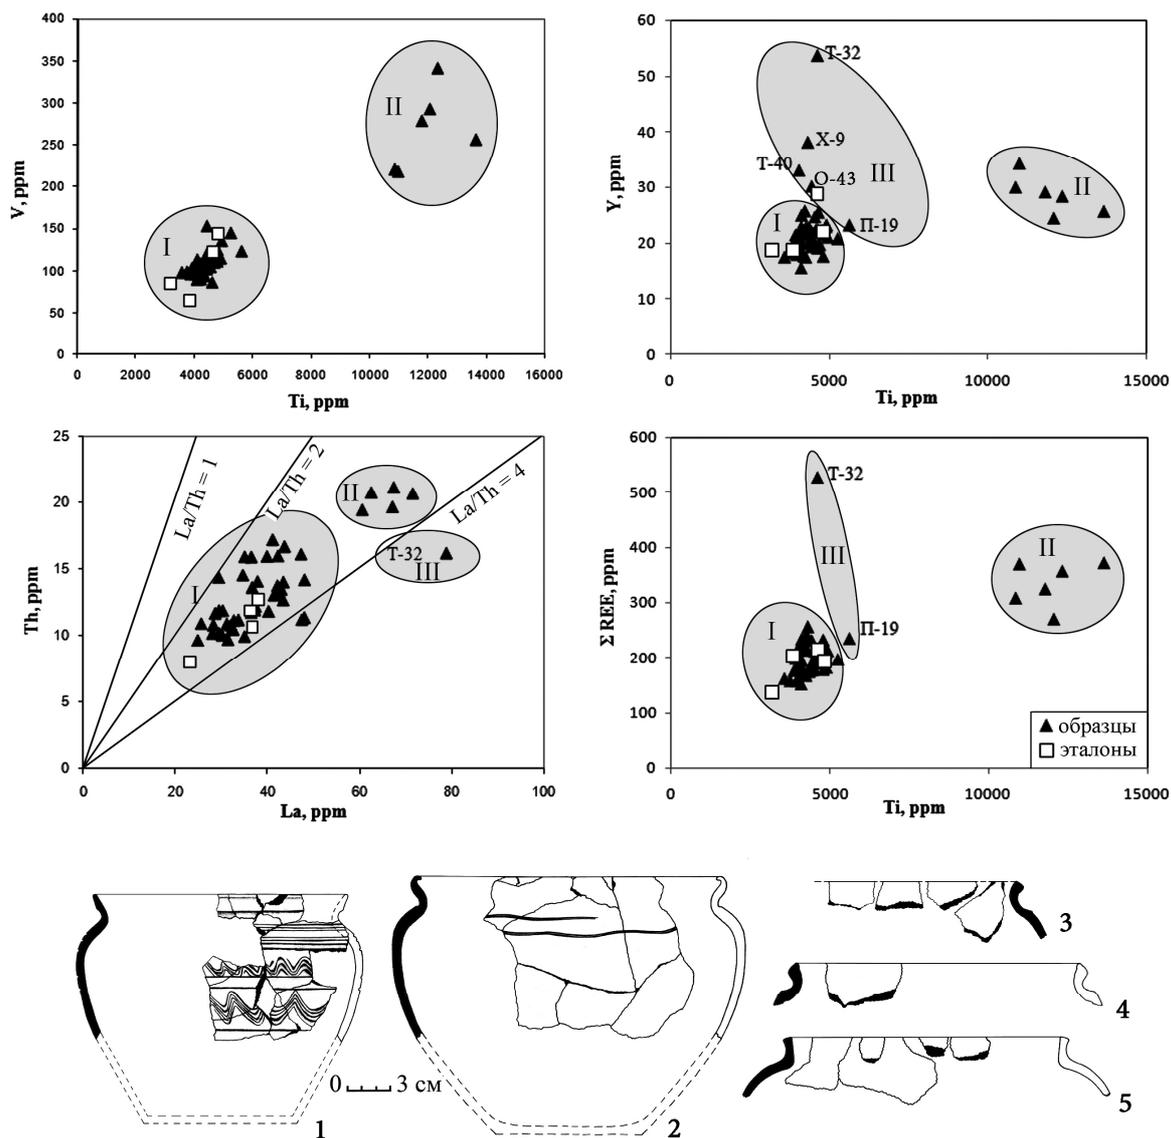 400
350
300
250
200
150
100
50
0
V, ppm
II
I
0 2000 4000 6000 8000 10000 12000 14000 16000
Ti, ppm
60
50
40
30
20
10
0
Y, ppm
T-32
X-9
T-40
O-43
III
II
I
П-19
0 5000 10000 15000
Ti, ppm
25
20
15
10
5
0
Th, ppm
La/Th = 1
La/Th = 2
La/Th = 4
II
T-32
III
I
0 20 40 60 80 100
La, ppm
600
500
400
300
200
100
0
Σ REE, ppm
T-32
III
II
I
П-19
образцы
эталоны
0 5000 10000 15000
Ti, ppm
0 3 см
1
2
3
4
5